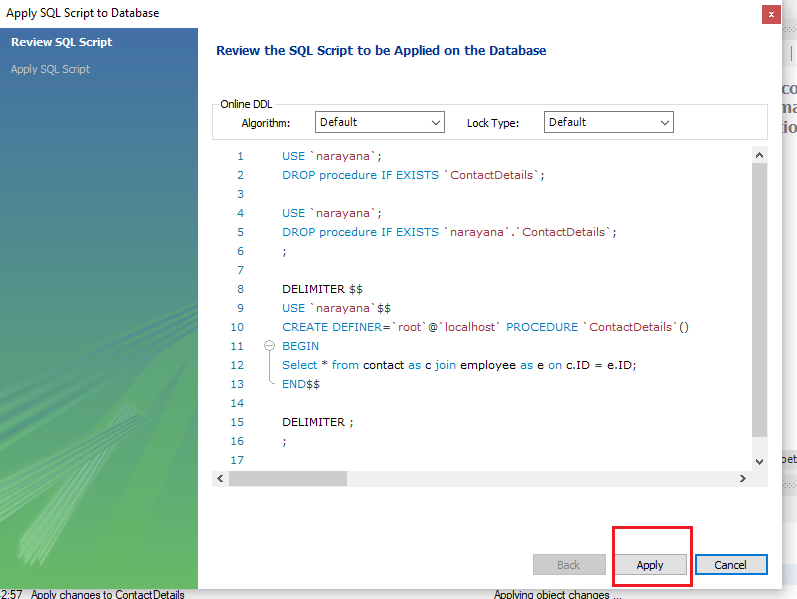 Apply SQL Script to Database
x
Review SQL Script
Apply SQL Script
Review the SQL Script to be Applied on the Database
Online DDL
Algorithm: Default Lock Type: Default
1 USE `narayana`;
2 DROP procedure IF EXISTS `ContactDetails`;
3
4 USE `narayana`;
5 DROP procedure IF EXISTS `narayana`.`ContactDetails`;
6 ;
7
8 DELIMITER $$
9 USE `narayana`$$
10 CREATE DEFINER=`root`@`localhost` PROCEDURE `ContactDetails`()
11 BEGIN
12 Select * from contact as c join employee as e on c.ID = e.ID;
13 END$$
14
15 DELIMITER ;
16 ;
17
Back Apply Cancel
2:57 Apply changes to ContactDetails Applying object changes ...